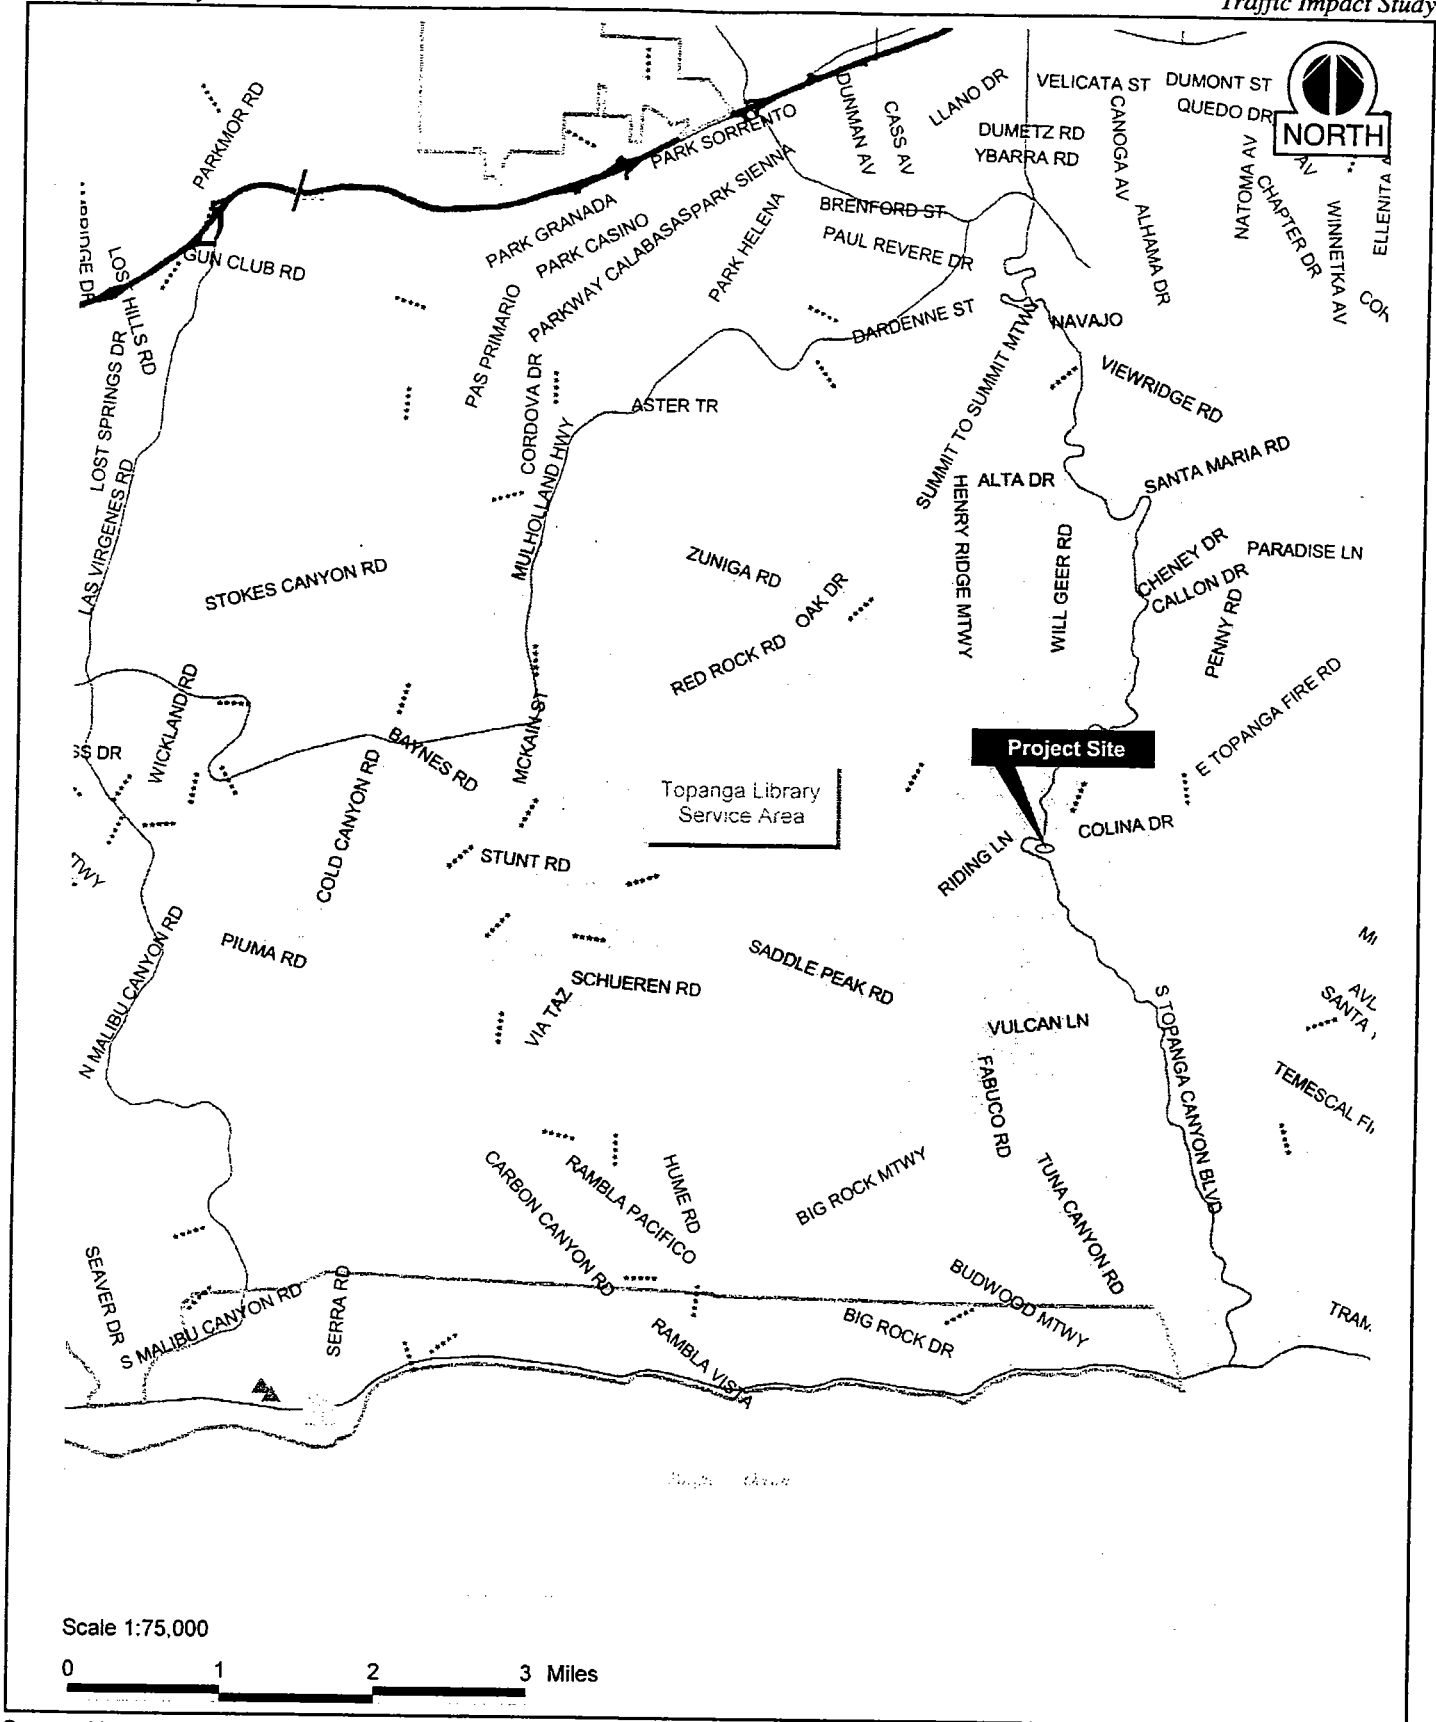 Traffic Impact Study
PARKMOR RD
DUNMAN AV
CASS AV
LLANO DR
VELICATA ST
DUMONT ST
QUEDO DR
NORTH
DUMETZ RD
YBARRA RD
CANOGA AV
NATOMA AV
AV
CHAPTER DR
WINNETKA AV
ELLENITA A
PARK SORRENTO
PARK SIENNA
PARK GRANADA
PARK CASINO
PARKWAY CALABASAS
PARK HELENA
BRENFORD ST
PAUL REVERE DR
ALHAMA DR
GUN CLUB RD
LOST HILLS RD
PAS PRIMARIO
DARDENNE ST
NAVAJO
LOST SPRINGS DR
CORDOVA DR
ASTER TR
SUMMIT TO SUMMIT MTWY
VIEWRIDGE RD
MULHOLLAND HWY
LAS VIRGENES RD
ALTA DR
SANTA MARIA RD
HENRY RIDGE MTWY
WILL GEER RD
ZUNIGA RD
OAK DR
CHENEY DR
PARADISE LN
CALLON DR
PENNY RD
STOKES CANYON RD
RED ROCK RD
E TOPANGA FIRE RD
WICKLAND RD
SS DR
BAYNES RD
MCKAIN ST
COLD CANYON RD
Project Site
Topanga Library
Service Area
COLINA DR
RIDING LN
STUNT RD
TWY
PIUMA RD
N MALIBU CANYON RD
SADDLE PEAK RD
SCHUEREN RD
VIA TAZ
S TOPANGA CANYON BLVD
VULCAN LN
FABUCO RD
SANTA
TEMESCAL FI
CARBON CANYON RD
RAMBLA PACIFICO
HUME RD
BIG ROCK MTWY
TUNA CANYON RD
SEAVER DR
S MALIBU CANYON RD
SERRA RD
BUDWOOD MTWY
BIG ROCK DR
RAMBLA VISTA
TRAM
Scale 1:75,000
0 1 2 3 Miles